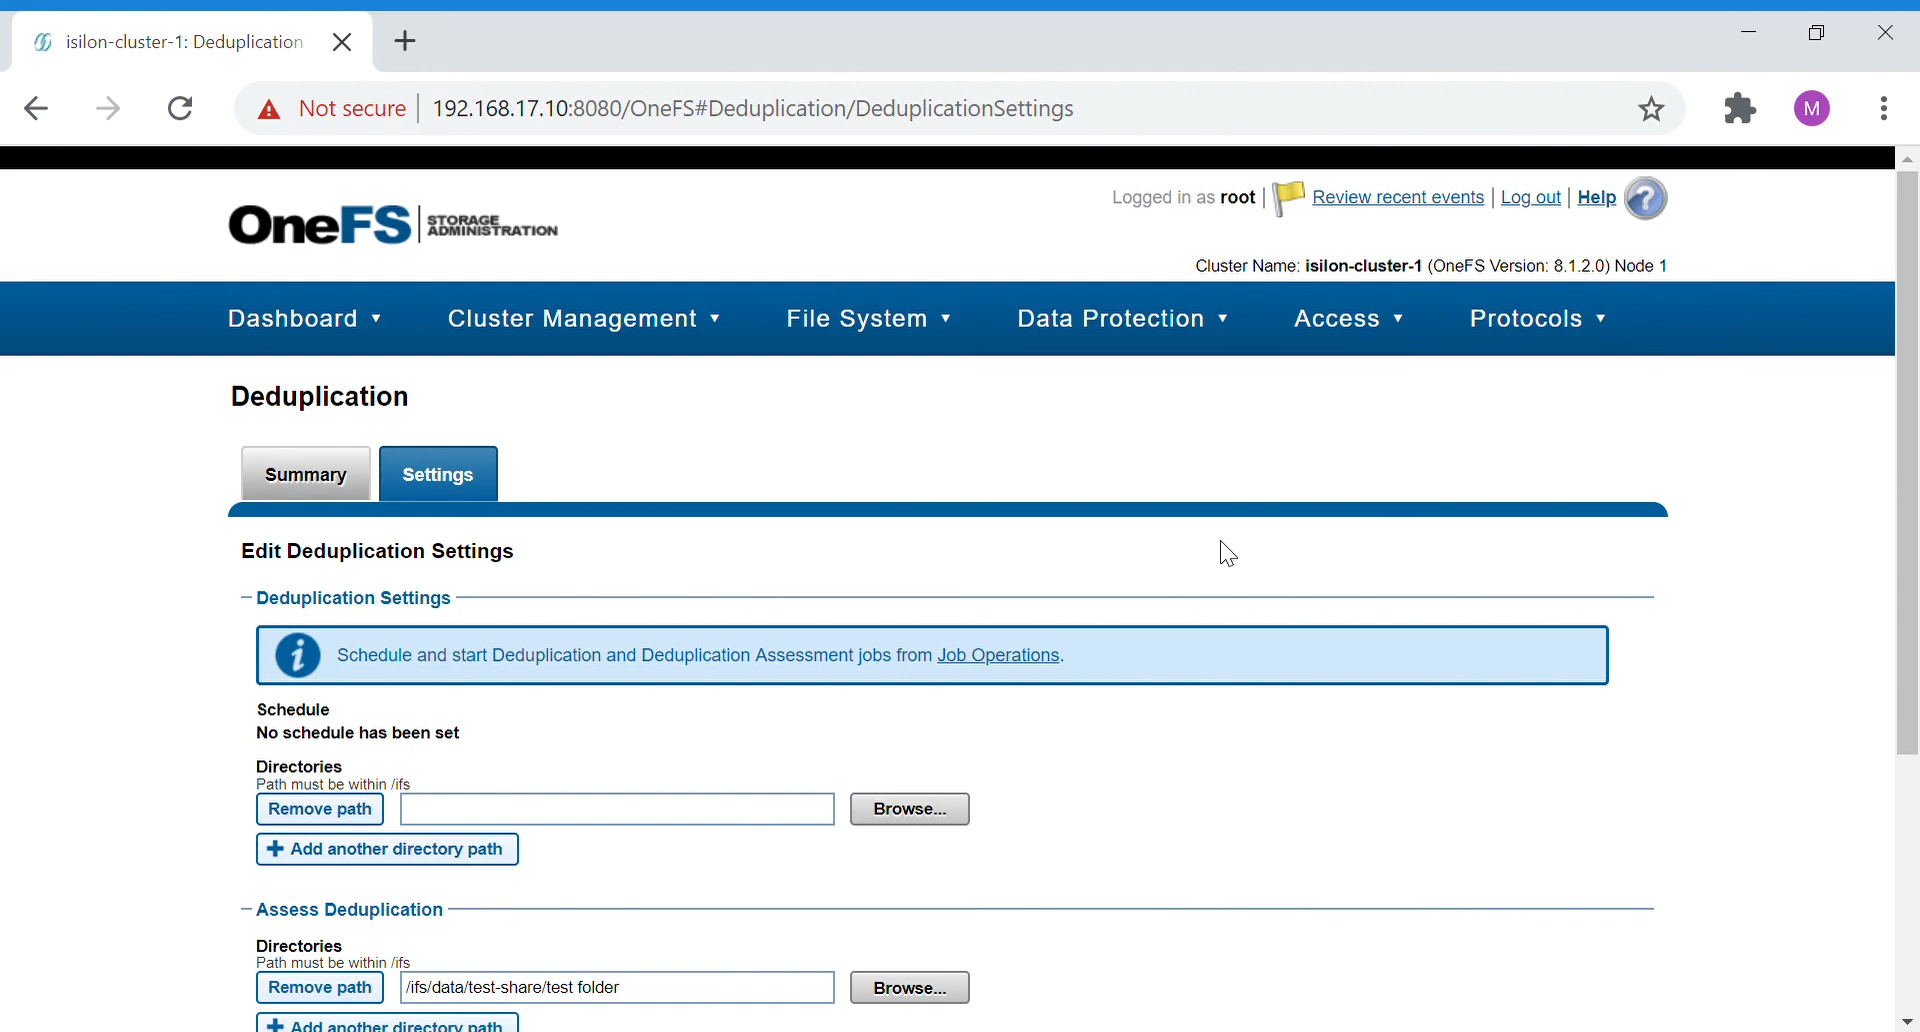 isilon-cluster-1: Deduplication
Not secure 192.168.17.10:8080/OneFS#Deduplication/DeduplicationSettings
M
Logged in as root Review recent events Log out Help ?
OneFS STORAGE ADMINISTRATION
Cluster Name: isilon-cluster-1 (OneFS Version: 8.1.2.0) Node 1
Dashboard Cluster Management File System Data Protection Access Protocols
Deduplication
Summary Settings
Edit Deduplication Settings
Deduplication Settings
i Schedule and start Deduplication and Deduplication Assessment jobs from Job Operations.
Schedule
No schedule has been set
Directories
Path must be within /ifs
Remove path Browse...
+ Add another directory path
Assess Deduplication
Directories
Path must be within /ifs
Remove path /ifs/data/test-share/test folder Browse...
+ Add another directory path